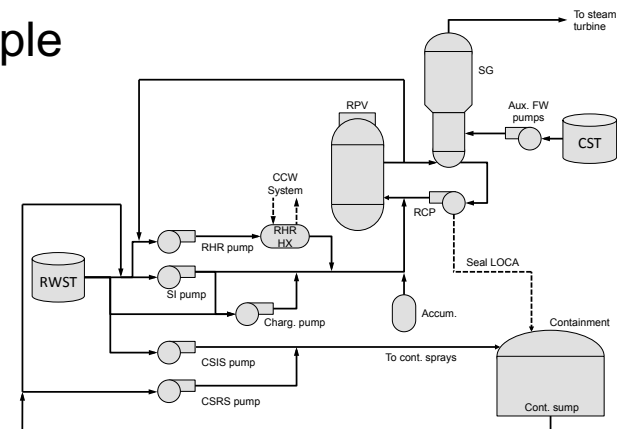 ple
To steam
turbine
SG
RPV
Aux. FW
pumps
CST
CCW
System
RCP
RHR pump
RHR
HX
Seal LOCA
RWST
SI pump
Charg. pump
Accum.
Containment
CSIS pump
To cont. sprays
CSRS pump
Cont. sump